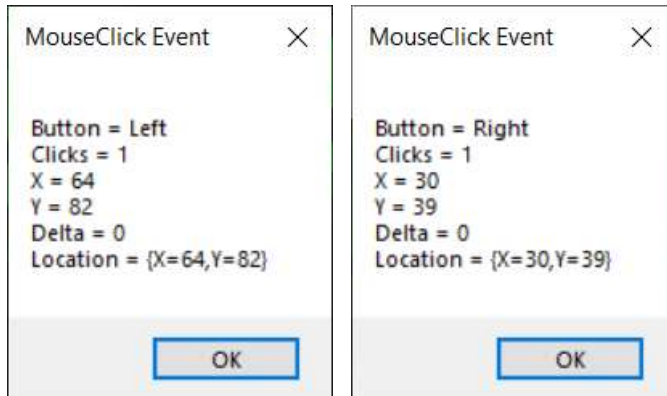 MouseClick Event
Button = Left
Clicks = 1
X = 64
Y = 82
Delta = 0
Location = {X=64,Y=82}
OK
MouseClick Event
Button = Right
Clicks = 1
X = 30
Y = 39
Delta = 0
Location = {X=30,Y=39}
OK